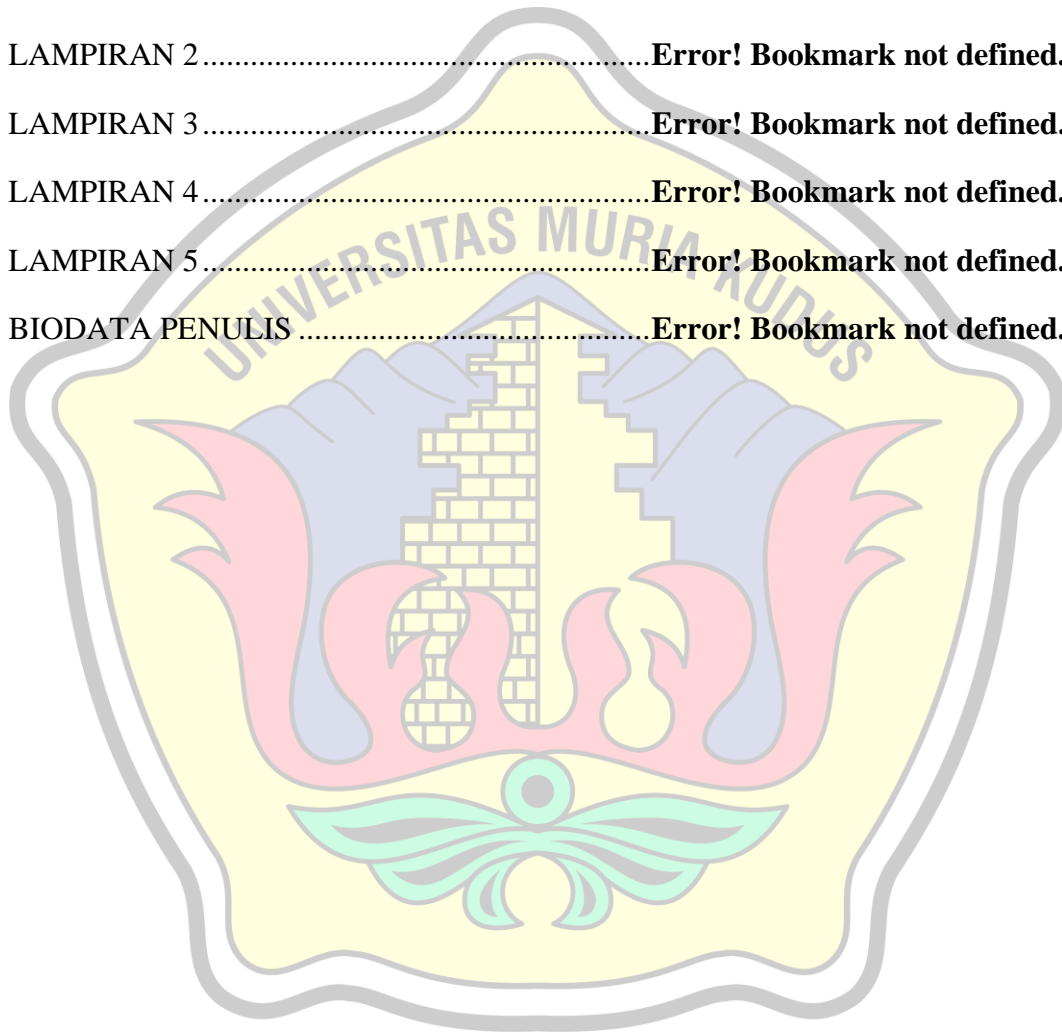 LAMPIRAN 2........................................................Error! Bookmark not defined.
LAMPIRAN 3........................................................Error! Bookmark not defined.
LAMPIRAN 4........................................................Error! Bookmark not defined.
UNIVERSITAS MURIA KUDUS
LAMPIRAN 5........................................................Error! Bookmark not defined.
BIODATA PENULIS ............................................Error! Bookmark not defined.